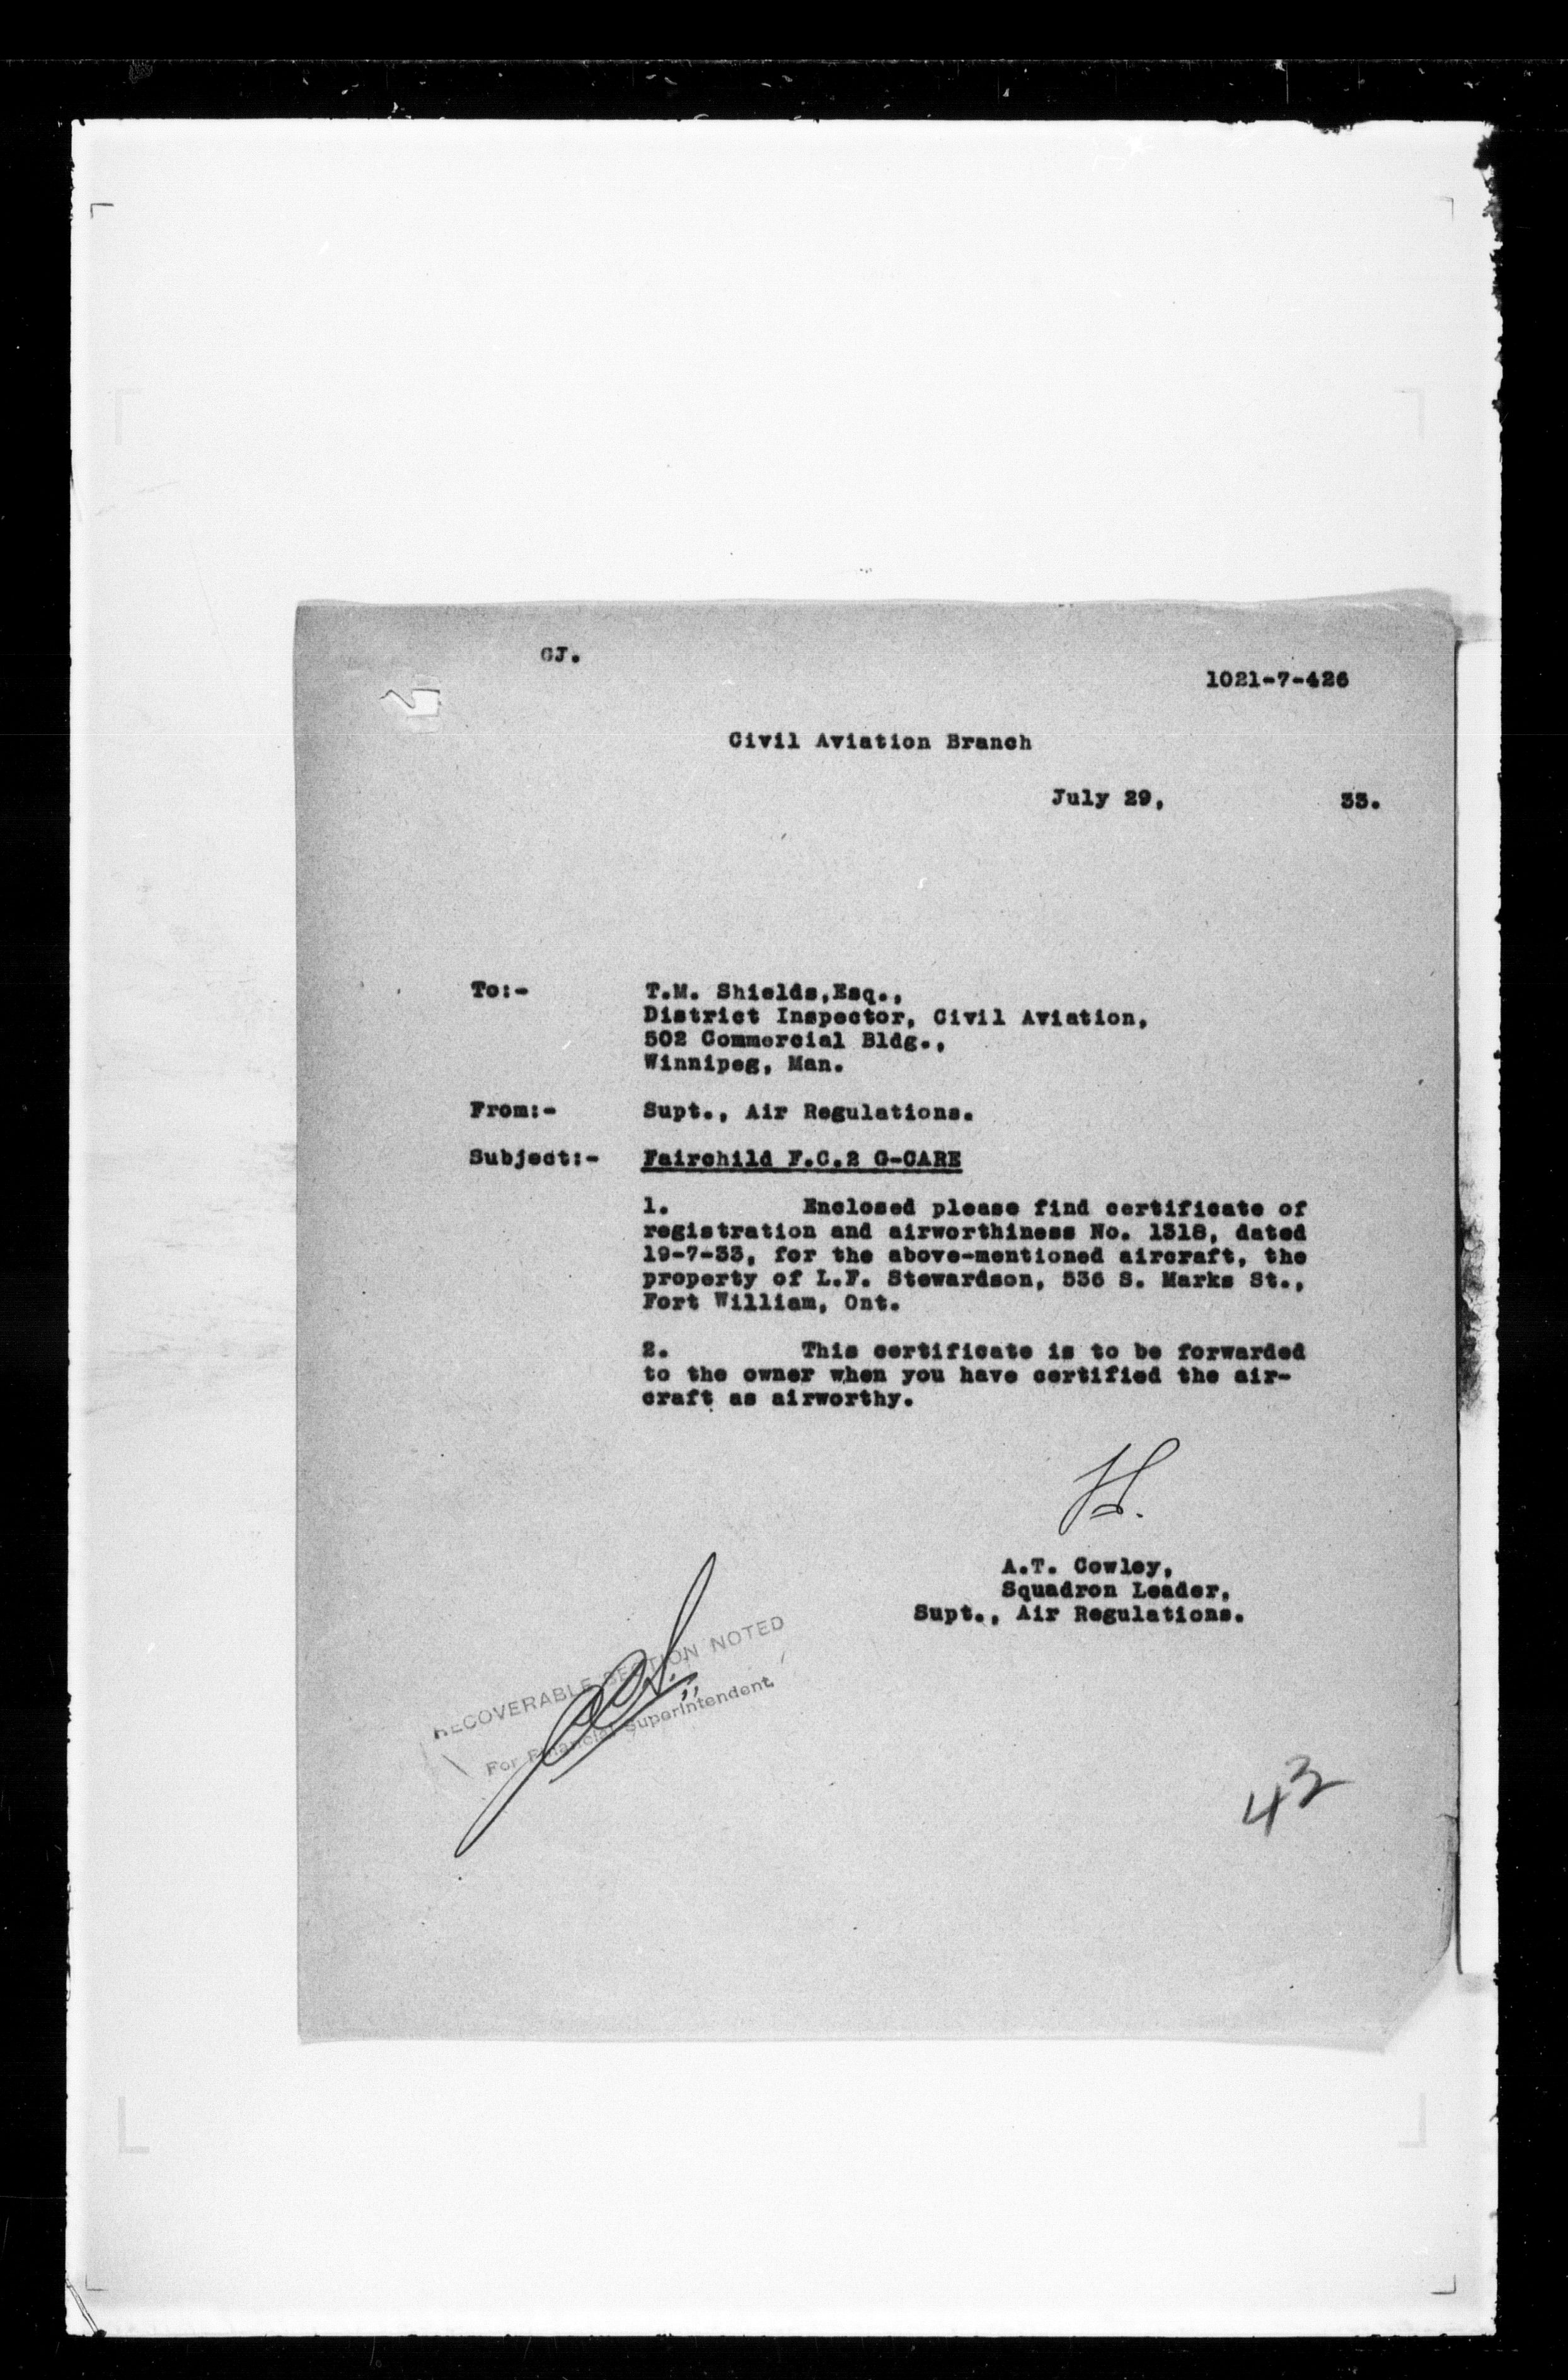 GJ.
1021-7-426
Civil Aviation Branch
July 29, 33.
To:- T.M. Shields,Esq.,
District Inspector, Civil Aviation,
502 Commercial Bldg.,
Winnipeg, Man.
From:- Supt., Air Regulations.
Subject:- Fairchild F.C.2 G-CARE
1. Enclosed please find certificate of
registration and airworthiness No. 1318, dated
19-7-33, for the above-mentioned aircraft, the
property of L.F. Stewardson, 536 S. Marks St.,
Fort William, Ont.
2. This certificate is to be forwarded
to the owner when you have certified the air-
craft as airworthy.
A.T. Cowley,
Squadron Leader,
Supt., Air Regulations.
RECOVERABLE SECTION NOTED
For Financial Superintendent
43